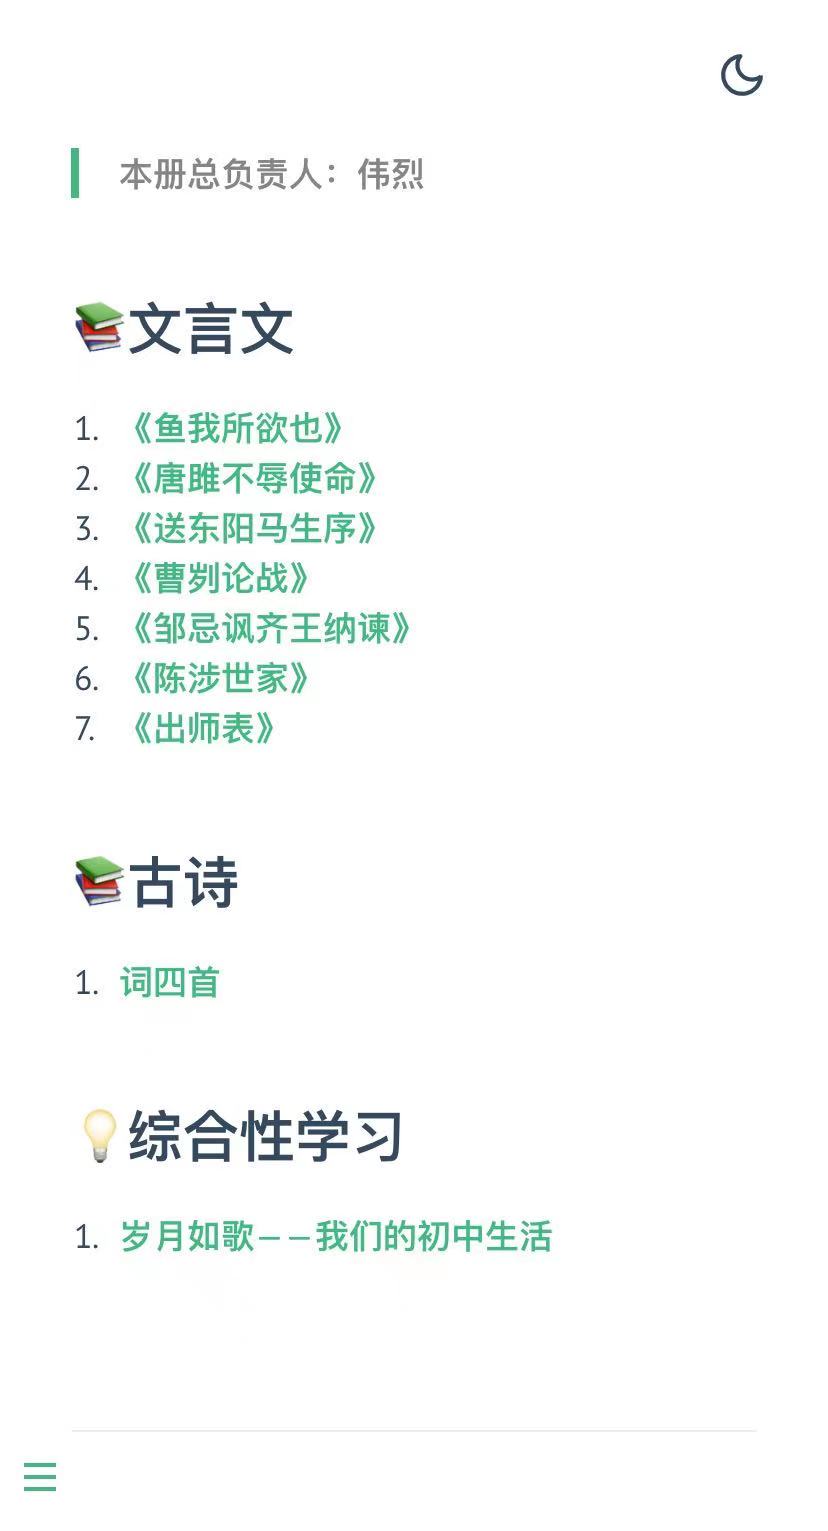 本册总负责人：伟烈
📚文言文
1. 《鱼我所欲也》
2. 《唐雎不辱使命》
3. 《送东阳马生序》
4. 《曹刿论战》
5. 《邹忌讽齐王纳谏》
6. 《陈涉世家》
7. 《出师表》
📚古诗
1. 词四首
💡综合性学习
1. 岁月如歌——我们的初中生活